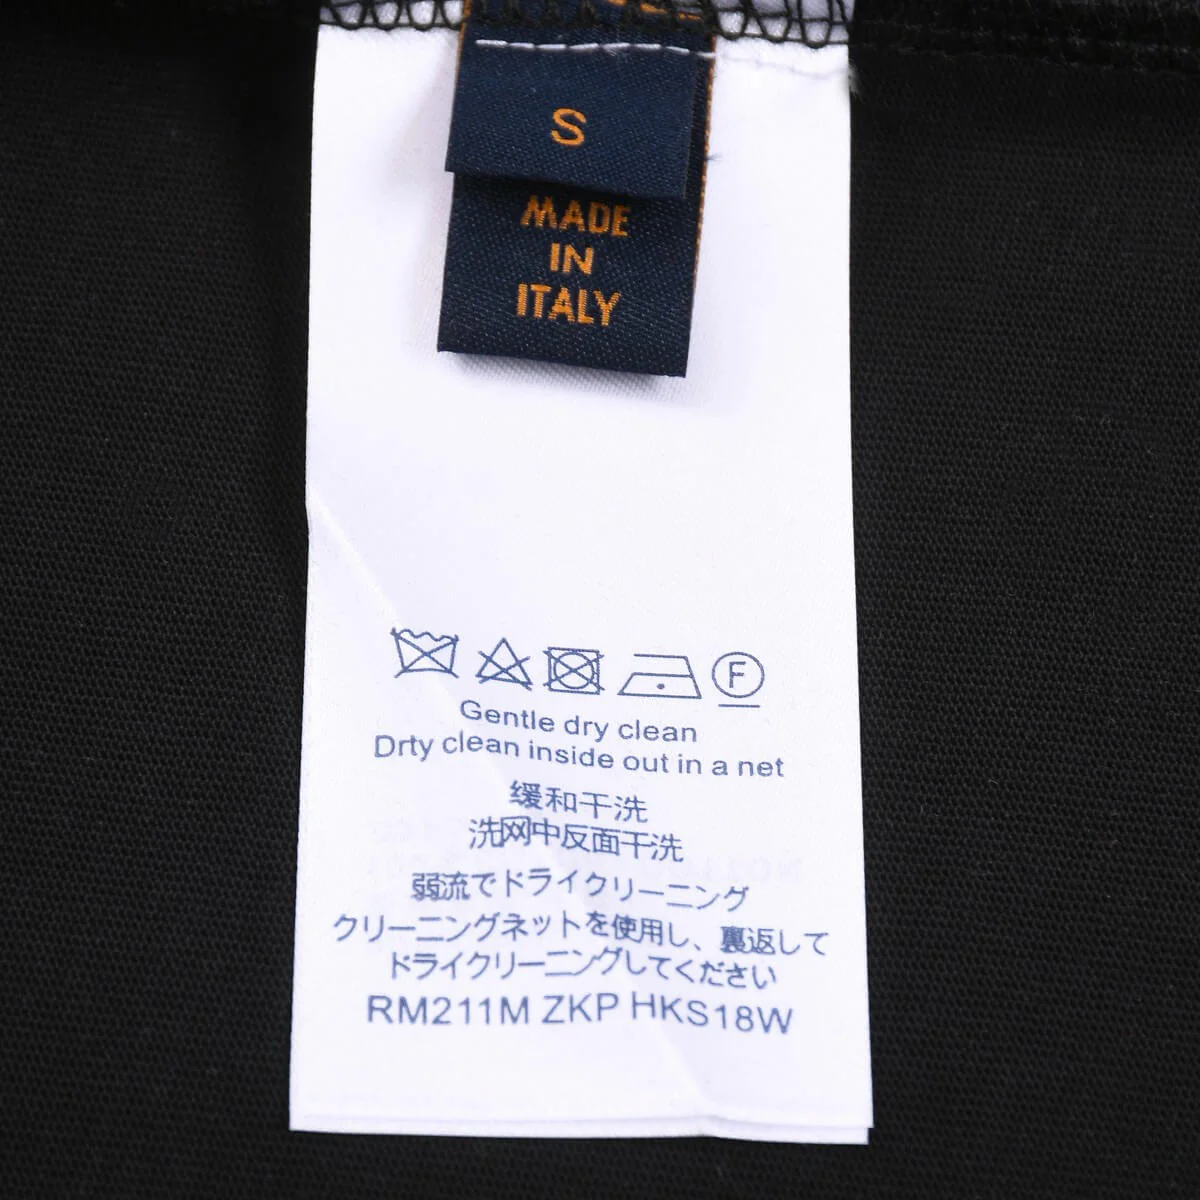 S
MADE
IN
ITALY
F
Gentle dry clean
Drty clean inside out in a net
缓和干洗
洗网中反面干洗
弱流でドライクリーニング
クリーニングネットを使用し、裏返して
ドライクリーニングしてください
RM211M ZKP HKS18W